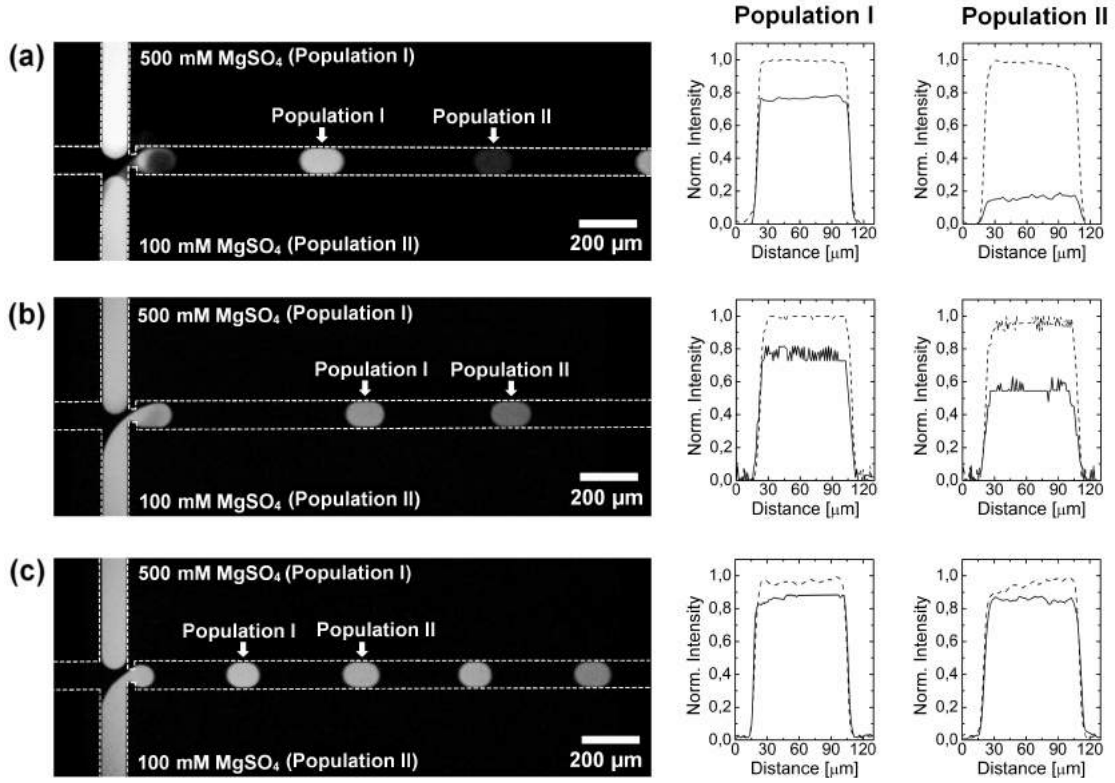 Population I
Population II
(a)
500 mM MgSO₄ (Population I)
Population I
Population II
200 µm
100 mM MgSO₄ (Population II)
Norm. Intensity
1.0
0.8
0.6
0.4
0.2
0.0
0 30 60 90 120
Distance [µm]
Norm. Intensity
1.0
0.8
0.6
0.4
0.2
0.0
0 30 60 90 120
Distance [µm]
(b)
500 mM MgSO₄ (Population I)
Population I
Population II
200 µm
100 mM MgSO₄ (Population II)
Norm. Intensity
1.0
0.8
0.6
0.4
0.2
0.0
0 30 60 90 120
Distance [µm]
Norm. Intensity
1.0
0.8
0.6
0.4
0.2
0.0
0 30 60 90 120
Distance [µm]
(c)
500 mM MgSO₄ (Population I)
Population I
Population II
200 µm
100 mM MgSO₄ (Population II)
Norm. Intensity
1.0
0.8
0.6
0.4
0.2
0.0
0 30 60 90 120
Distance [µm]
Norm. Intensity
1.0
0.8
0.6
0.4
0.2
0.0
0 30 60 90 120
Distance [µm]